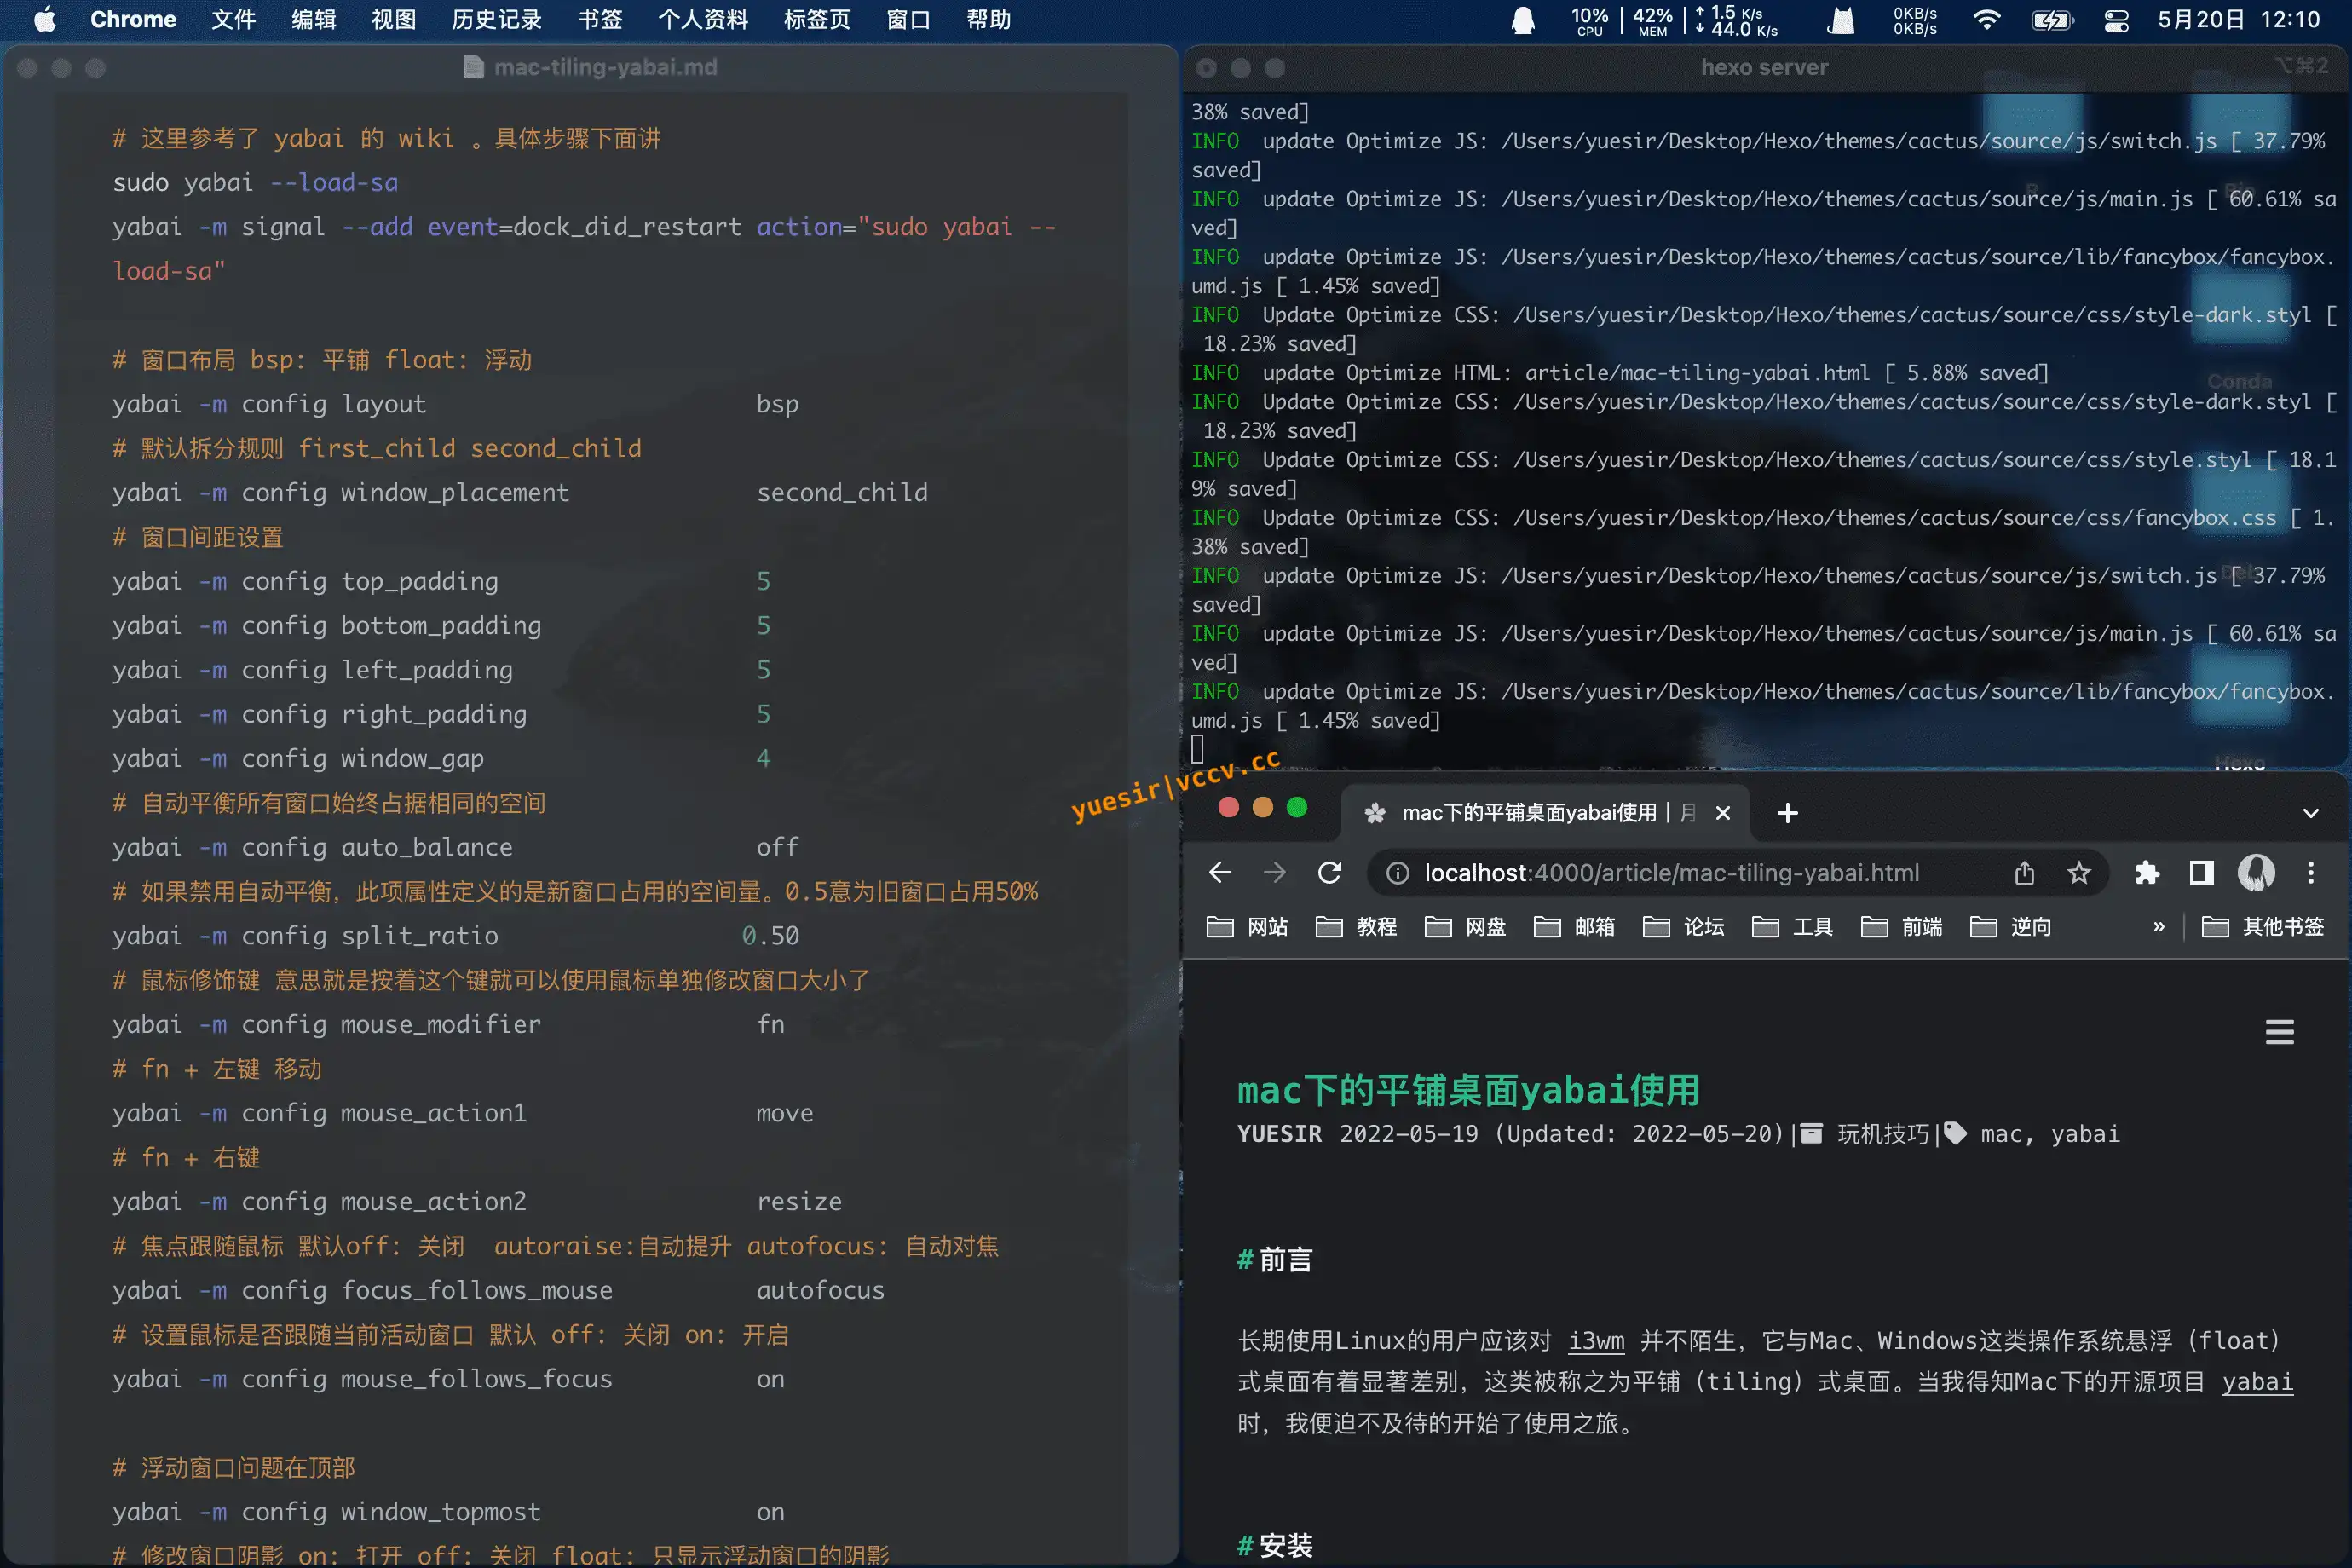 Chrome 文件 编辑 视图 历史记录 书签 个人资料 标签页 窗口 帮助
10% CPU 42% MEM 1.5 K/s 44.0 K/s 0KB/s 0KB/s 5月20日 12:10
mac-tiling-yabai.md
# 这里参考了 yabai 的 wiki 。具体步骤下面讲
sudo yabai --load-sa
yabai -m signal --add event=dock_did_restart action="sudo yabai --
load-sa"
# 窗口布局 bsp: 平铺 float: 浮动
yabai -m config layout bsp
# 默认拆分规则 first_child second_child
yabai -m config window_placement second_child
# 窗口间距设置
yabai -m config top_padding 5
yabai -m config bottom_padding 5
yabai -m config left_padding 5
yabai -m config right_padding 5
yabai -m config window_gap 4
# 自动平衡所有窗口始终占据相同的空间
yabai -m config auto_balance off
# 如果禁用自动平衡，此项属性定义的是新窗口占用的空间量。0.5意为旧窗口占用50%
yabai -m config split_ratio 0.50
# 鼠标修饰键 意思就是按着这个键就可以使用鼠标单独修改窗口大小了
yabai -m config mouse_modifier fn
# fn + 左键 移动
yabai -m config mouse_action1 move
# fn + 右键
yabai -m config mouse_action2 resize
# 焦点跟随鼠标 默认off: 关闭  autoraise:自动提升 autofocus: 自动对焦
yabai -m config focus_follows_mouse autofocus
# 设置鼠标是否跟随当前活动窗口 默认 off: 关闭 on: 开启
yabai -m config mouse_follows_focus on
# 浮动窗口问题在顶部
yabai -m config window_topmost on
# 修改窗口阴影 on: 打开 off: 关闭 float: 只显示浮动窗口的阴影
hexo server ⌥⌘2
38% saved]
INFO  update Optimize JS: /Users/yuesir/Desktop/Hexo/themes/cactus/source/js/switch.js [ 37.79%
saved]
INFO  update Optimize JS: /Users/yuesir/Desktop/Hexo/themes/cactus/source/js/main.js [ 60.61% sa
ved]
INFO  update Optimize JS: /Users/yuesir/Desktop/Hexo/themes/cactus/source/lib/fancybox/fancybox.
umd.js [ 1.45% saved]
INFO  Update Optimize CSS: /Users/yuesir/Desktop/Hexo/themes/cactus/source/css/style-dark.styl [
18.23% saved]
INFO  update Optimize HTML: article/mac-tiling-yabai.html [ 5.88% saved]
INFO  Update Optimize CSS: /Users/yuesir/Desktop/Hexo/themes/cactus/source/css/style-dark.styl [
18.23% saved]
INFO  Update Optimize CSS: /Users/yuesir/Desktop/Hexo/themes/cactus/source/css/style.styl [ 18.1
9% saved]
INFO  Update Optimize CSS: /Users/yuesir/Desktop/Hexo/themes/cactus/source/css/fancybox.css [ 1.
38% saved]
INFO  update Optimize JS: /Users/yuesir/Desktop/Hexo/themes/cactus/source/js/switch.js [ 37.79%
saved]
INFO  update Optimize JS: /Users/yuesir/Desktop/Hexo/themes/cactus/source/js/main.js [ 60.61% sa
ved]
INFO  update Optimize JS: /Users/yuesir/Desktop/Hexo/themes/cactus/source/lib/fancybox/fancybox.
umd.js [ 1.45% saved]
Conda
Hexo
yuesir|vccv.cc
mac下的平铺桌面yabai使用 | 月
localhost:4000/article/mac-tiling-yabai.html
网站 教程 网盘 邮箱 论坛 工具 前端 逆向 » 其他书签
mac下的平铺桌面yabai使用
YUESIR 2022-05-19 (Updated: 2022-05-20)| 玩机技巧| mac, yabai
#前言
长期使用Linux的用户应该对 i3wm 并不陌生，它与Mac、Windows这类操作系统悬浮（float）
式桌面有着显著差别，这类被称之为平铺（tiling）式桌面。当我得知Mac下的开源项目 yabai
时，我便迫不及待的开始了使用之旅。
#安装